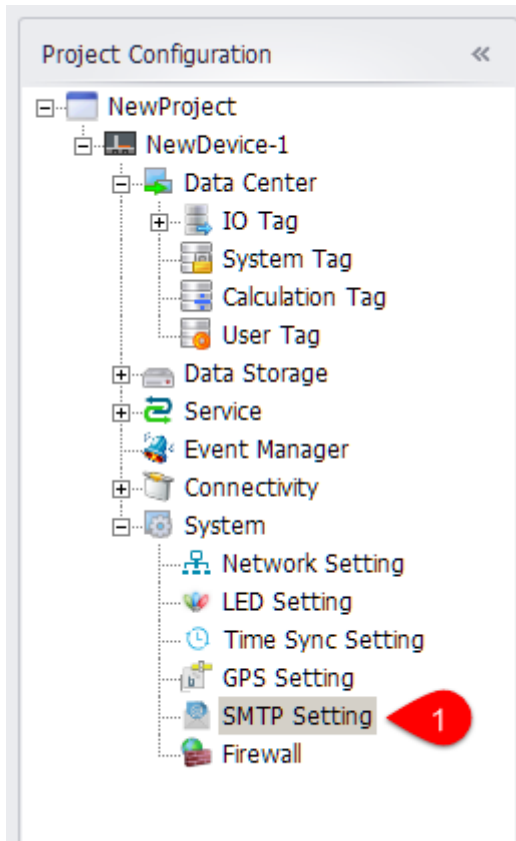 Project Configuration «
NewProject
NewDevice-1
Data Center
IO Tag
System Tag
Calculation Tag
User Tag
Data Storage
Service
Event Manager
Connectivity
System
Network Setting
LED Setting
Time Sync Setting
GPS Setting
SMTP Setting 1
Firewall